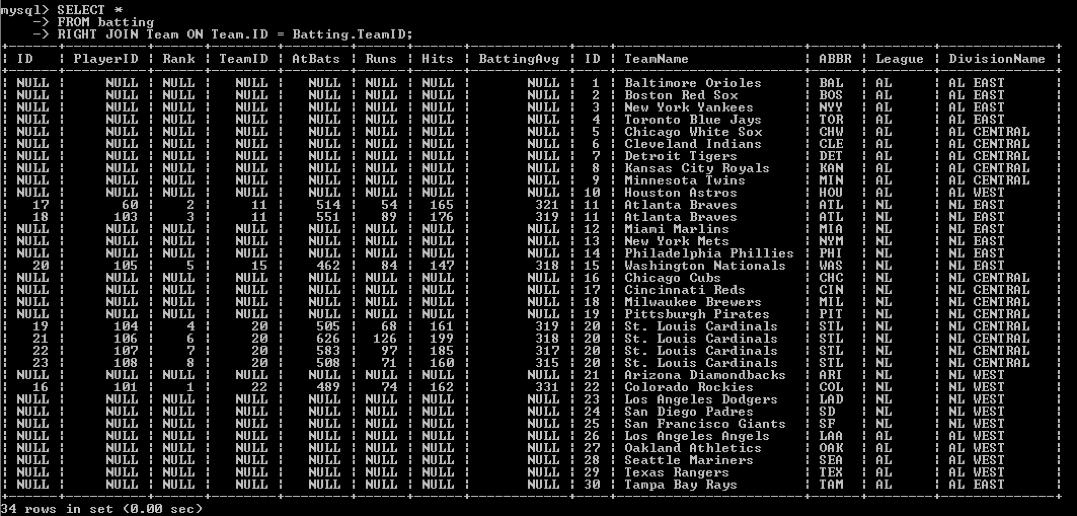 mysql> SELECT *
    -> FROM batting
    -> RIGHT JOIN Team ON Team.ID = Batting.TeamID;
+------+----------+------+--------+--------+------+------+------------+----+-----------------------+------+--------+--------------+
| ID | PlayerID | Rank | TeamID | AtBats | Runs | Hits | BattingAvg | ID | TeamName | ABBR | League | DivisionName |
+------+----------+------+--------+--------+------+------+------------+----+-----------------------+------+--------+--------------+
| NULL | NULL | NULL | NULL | NULL | NULL | NULL | NULL | 1 | Baltimore Orioles | BAL | AL | AL EAST |
| NULL | NULL | NULL | NULL | NULL | NULL | NULL | NULL | 2 | Boston Red Sox | BOS | AL | AL EAST |
| NULL | NULL | NULL | NULL | NULL | NULL | NULL | NULL | 3 | New York Yankees | NYY | AL | AL EAST |
| NULL | NULL | NULL | NULL | NULL | NULL | NULL | NULL | 4 | Toronto Blue Jays | TOR | AL | AL EAST |
| NULL | NULL | NULL | NULL | NULL | NULL | NULL | NULL | 5 | Chicago White Sox | CHW | AL | AL CENTRAL |
| NULL | NULL | NULL | NULL | NULL | NULL | NULL | NULL | 6 | Cleveland Indians | CLE | AL | AL CENTRAL |
| NULL | NULL | NULL | NULL | NULL | NULL | NULL | NULL | 7 | Detroit Tigers | DET | AL | AL CENTRAL |
| NULL | NULL | NULL | NULL | NULL | NULL | NULL | NULL | 8 | Kansas City Royals | KAN | AL | AL CENTRAL |
| NULL | NULL | NULL | NULL | NULL | NULL | NULL | NULL | 9 | Minnesota Twins | MIN | AL | AL CENTRAL |
| NULL | NULL | NULL | NULL | NULL | NULL | NULL | NULL | 10 | Houston Astros | HOU | AL | AL WEST |
| 17 | 60 | 2 | 11 | 514 | 54 | 165 | 321 | 11 | Atlanta Braves | ATL | NL | NL EAST |
| 18 | 103 | 3 | 11 | 551 | 89 | 176 | 319 | 11 | Atlanta Braves | ATL | NL | NL EAST |
| NULL | NULL | NULL | NULL | NULL | NULL | NULL | NULL | 12 | Miami Marlins | MIA | NL | NL EAST |
| NULL | NULL | NULL | NULL | NULL | NULL | NULL | NULL | 13 | New York Mets | NYM | NL | NL EAST |
| NULL | NULL | NULL | NULL | NULL | NULL | NULL | NULL | 14 | Philadelphia Phillies | PHI | NL | NL EAST |
| 20 | 105 | 5 | 15 | 462 | 84 | 147 | 318 | 15 | Washington Nationals | WAS | NL | NL EAST |
| NULL | NULL | NULL | NULL | NULL | NULL | NULL | NULL | 16 | Chicago Cubs | CHC | NL | NL CENTRAL |
| NULL | NULL | NULL | NULL | NULL | NULL | NULL | NULL | 17 | Cincinnati Reds | CIN | NL | NL CENTRAL |
| NULL | NULL | NULL | NULL | NULL | NULL | NULL | NULL | 18 | Milwaukee Brewers | MIL | NL | NL CENTRAL |
| NULL | NULL | NULL | NULL | NULL | NULL | NULL | NULL | 19 | Pittsburgh Pirates | PIT | NL | NL CENTRAL |
| 19 | 104 | 4 | 20 | 505 | 68 | 161 | 319 | 20 | St. Louis Cardinals | STL | NL | NL CENTRAL |
| 21 | 106 | 6 | 20 | 626 | 126 | 199 | 318 | 20 | St. Louis Cardinals | STL | NL | NL CENTRAL |
| 22 | 107 | 7 | 20 | 583 | 97 | 185 | 317 | 20 | St. Louis Cardinals | STL | NL | NL CENTRAL |
| 23 | 108 | 8 | 20 | 508 | 71 | 160 | 315 | 20 | St. Louis Cardinals | STL | NL | NL CENTRAL |
| NULL | NULL | NULL | NULL | NULL | NULL | NULL | NULL | 21 | Arizona Diamondbacks | ARI | NL | NL WEST |
| 16 | 101 | 1 | 22 | 489 | 74 | 162 | 331 | 22 | Colorado Rockies | COL | NL | NL WEST |
| NULL | NULL | NULL | NULL | NULL | NULL | NULL | NULL | 23 | Los Angeles Dodgers | LAD | NL | NL WEST |
| NULL | NULL | NULL | NULL | NULL | NULL | NULL | NULL | 24 | San Diego Padres | SD | NL | NL WEST |
| NULL | NULL | NULL | NULL | NULL | NULL | NULL | NULL | 25 | San Francisco Giants | SF | NL | NL WEST |
| NULL | NULL | NULL | NULL | NULL | NULL | NULL | NULL | 26 | Los Angeles Angels | LAA | AL | AL WEST |
| NULL | NULL | NULL | NULL | NULL | NULL | NULL | NULL | 27 | Oakland Athletics | OAK | AL | AL WEST |
| NULL | NULL | NULL | NULL | NULL | NULL | NULL | NULL | 28 | Seattle Mariners | SEA | AL | AL WEST |
| NULL | NULL | NULL | NULL | NULL | NULL | NULL | NULL | 29 | Texas Rangers | TEX | AL | AL WEST |
| NULL | NULL | NULL | NULL | NULL | NULL | NULL | NULL | 30 | Tampa Bay Rays | TAM | AL | AL EAST |
+------+----------+------+--------+--------+------+------+------------+----+-----------------------+------+--------+--------------+
34 rows in set (0.00 sec)